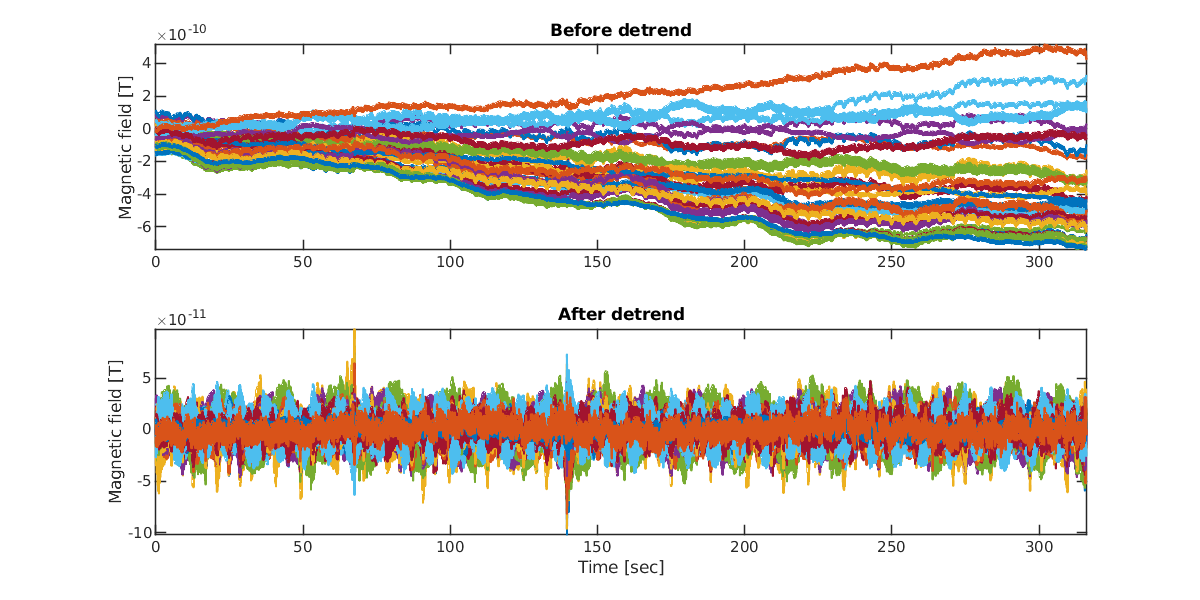 Before detrend
×10-10
Magnetic field [T]
4
2
0
-2
-4
-6
0 50 100 150 200 250 300
After detrend
×10-11
Magnetic field [T]
5
0
-5
-10
0 50 100 150 200 250 300
Time [sec]